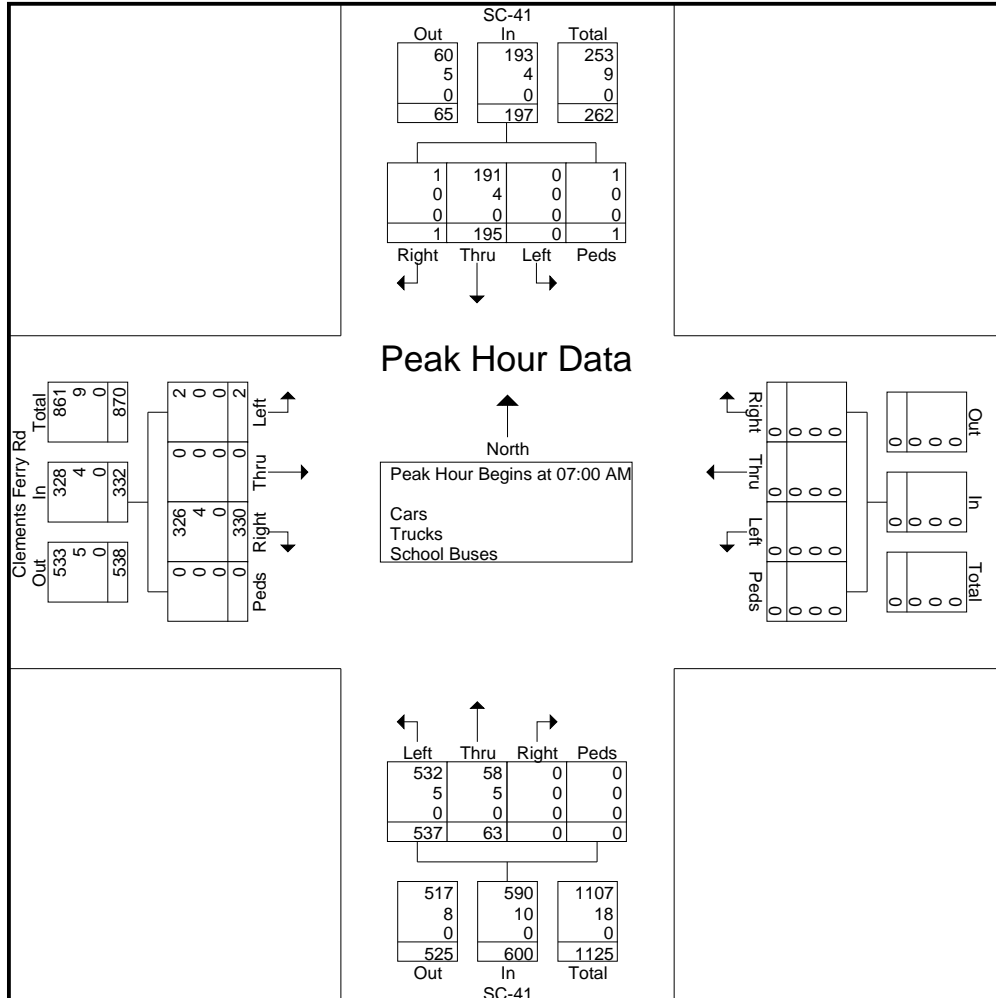 SC-41
Out In Total
60 193 253
5 4 9
0 0 0
65 197 262
1 191 0 1
0 4 0 0
0 0 0 0
1 195 0 1
Right Thru Left Peds
Peak Hour Data
North
Peak Hour Begins at 07:00 AM
Cars
Trucks
School Buses
Clements Ferry Rd
Out In Total
533 328 861
5 4 9
0 0 0
538 332 870
0 326 0 2
0 4 0 0
0 0 0 0
0 330 0 2
Peds Right Thru Left
Out In Total
0 0 0
0 0 0
0 0 0
0 0 0
Right Thru Left Peds
0 0 0 0
0 0 0 0
0 0 0 0
0 0 0 0
Left Thru Right Peds
532 58 0 0
5 5 0 0
0 0 0 0
537 63 0 0
517 590 1107
8 10 18
0 0 0
525 600 1125
Out In Total
SC-41